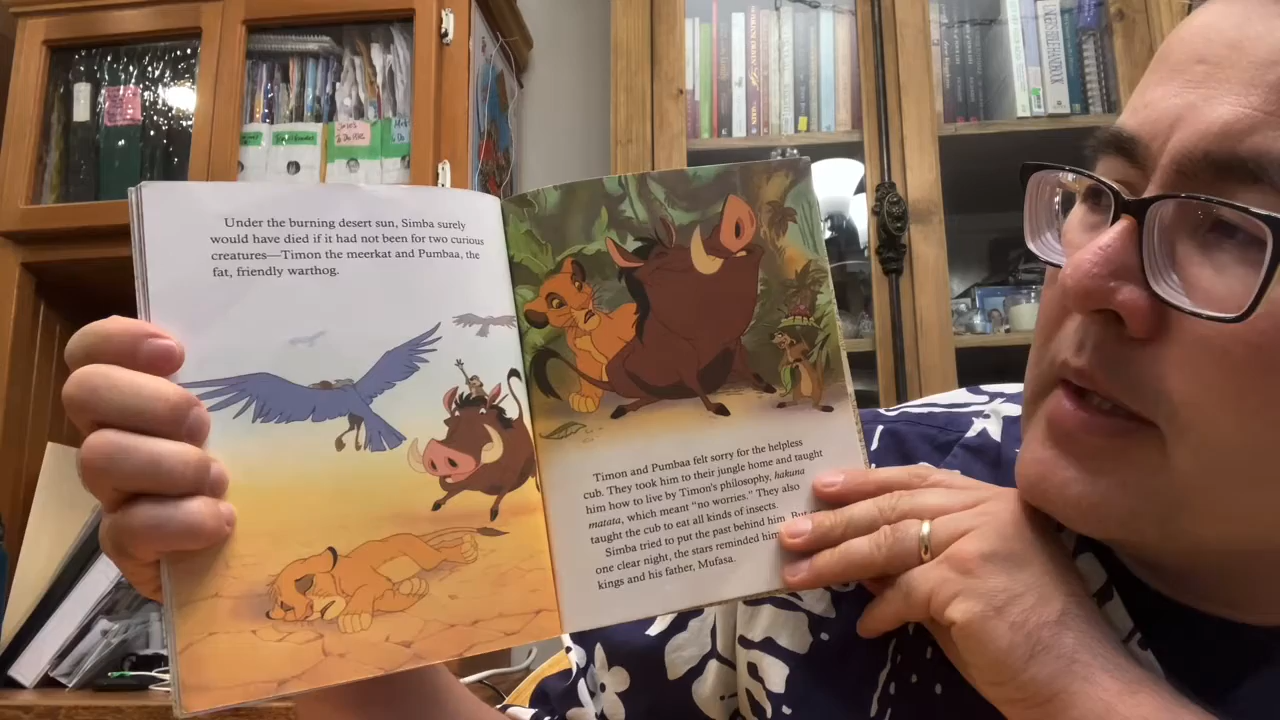 Under the burning desert sun, Simba surely
would have died if it had not been for two curious
creatures—Timon the meerkat and Pumbaa, the
fat, friendly warthog.
Timon and Pumbaa felt sorry for the helpless
cub. They took him to their jungle home and taught
him how to live by Timon's philosophy, hakuna
matata, which meant "no worries." They also
taught the cub to eat all kinds of insects.
Simba tried to put the past behind him. But
one clear night, the stars reminded him
kings and his father, Mufasa.